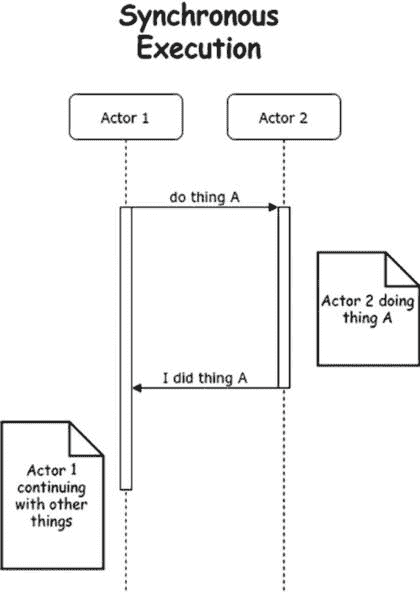 Synchronous
Execution
Actor 1
Actor 2
do thing A
Actor 2 doing
thing A
I did thing A
Actor 1
continuing
with other
things